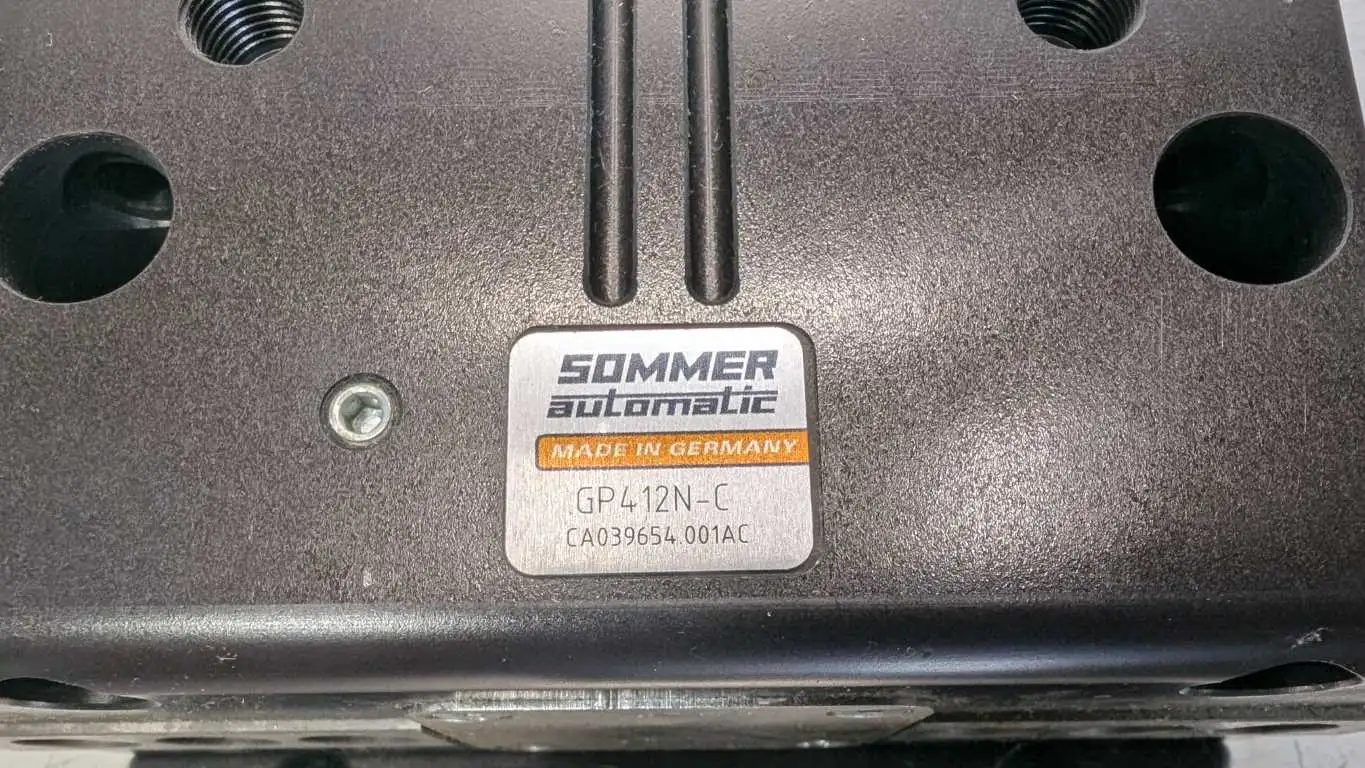 SOMMER
automatic
MADE IN GERMANY
GP412N-C
CA039654.001AC